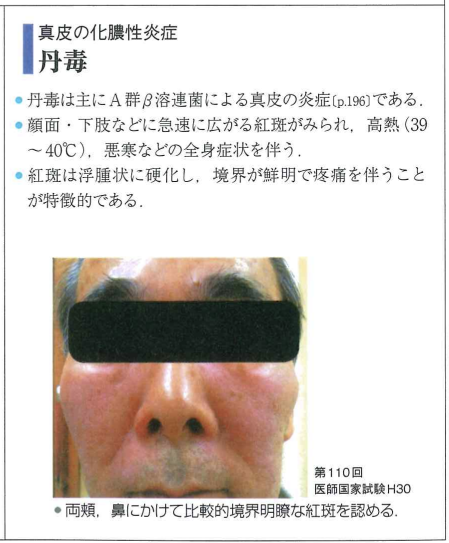 真皮の化膿性炎症
丹毒
● 丹毒は主にA群β溶連菌による真皮の炎症〔p.196〕である．
● 顔面・下肢などに急速に広がる紅斑がみられ，高熱（39
～40℃），悪寒などの全身症状を伴う．
● 紅斑は浮腫状に硬化し，境界が鮮明で疼痛を伴うこと
が特徴的である．
第110回
医師国家試験H30
● 両頰，鼻にかけて比較的境界明瞭な紅斑を認める．